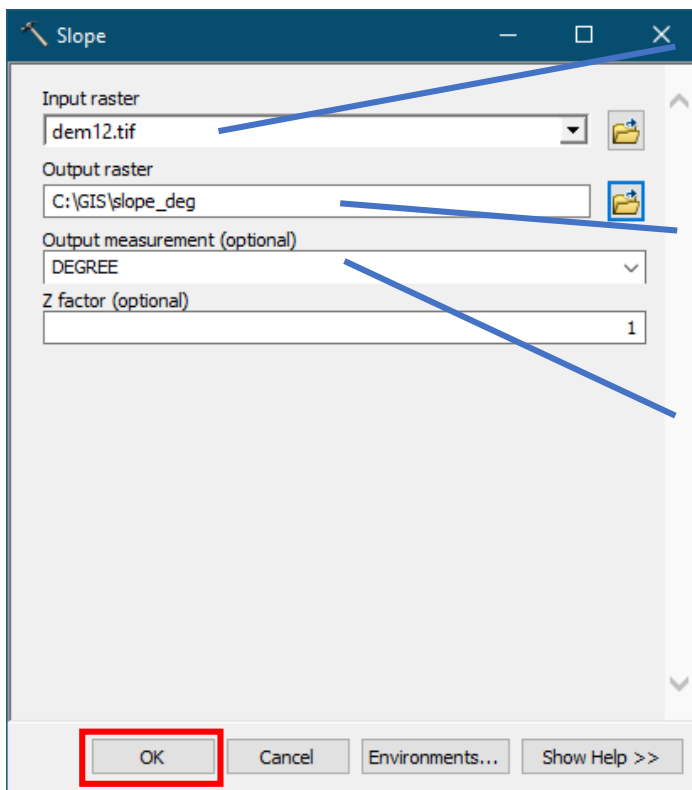 Slope
Input raster
dem12.tif
Output raster
C:\GIS\slope_deg
Output measurement (optional)
DEGREE
Z factor (optional)
1
OK Cancel Environments... Show Help >>